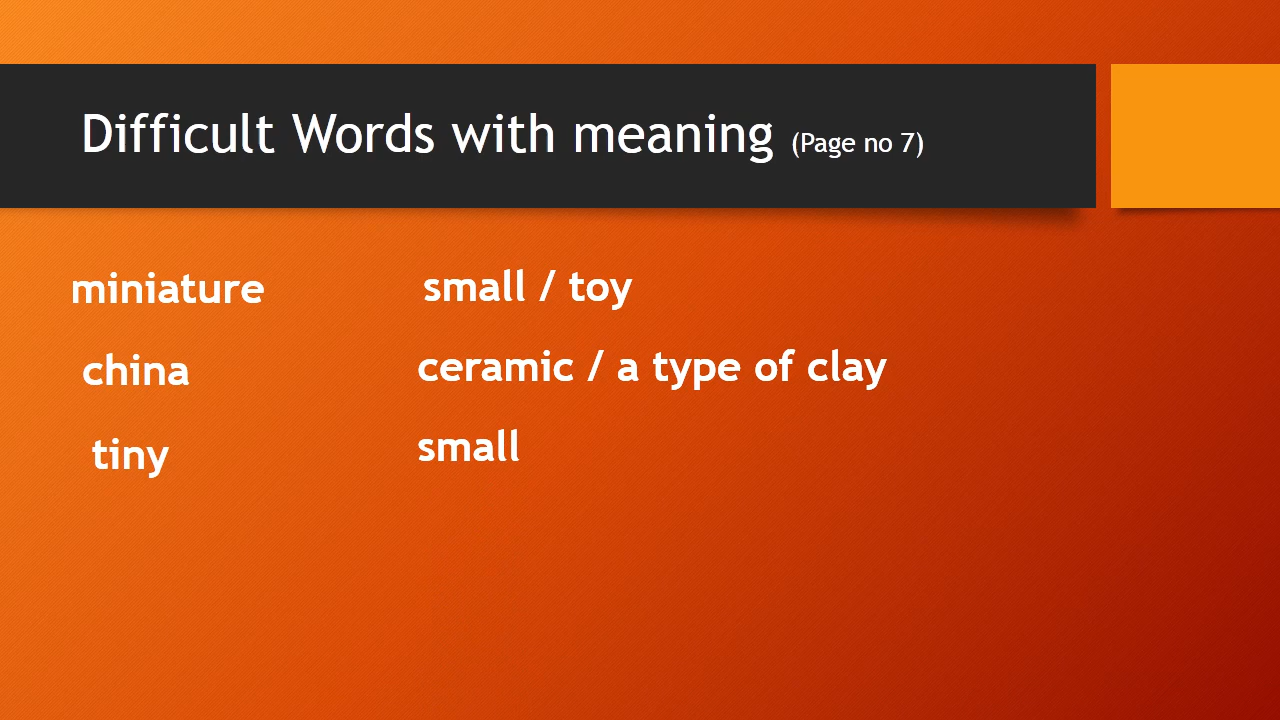 Difficult Words with meaning (Page no 7)
miniature small / toy
china ceramic / a type of clay
tiny small